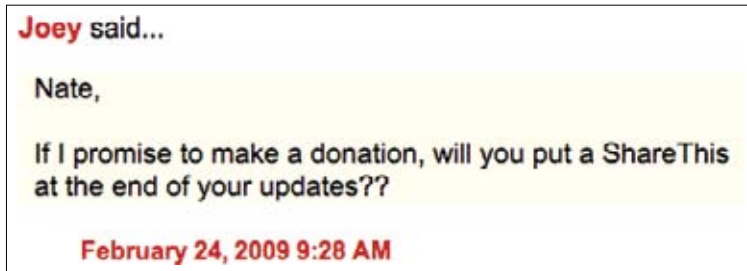 Joey said...
Nate,
If I promise to make a donation, will you put a ShareThis
at the end of your updates??
February 24, 2009 9:28 AM